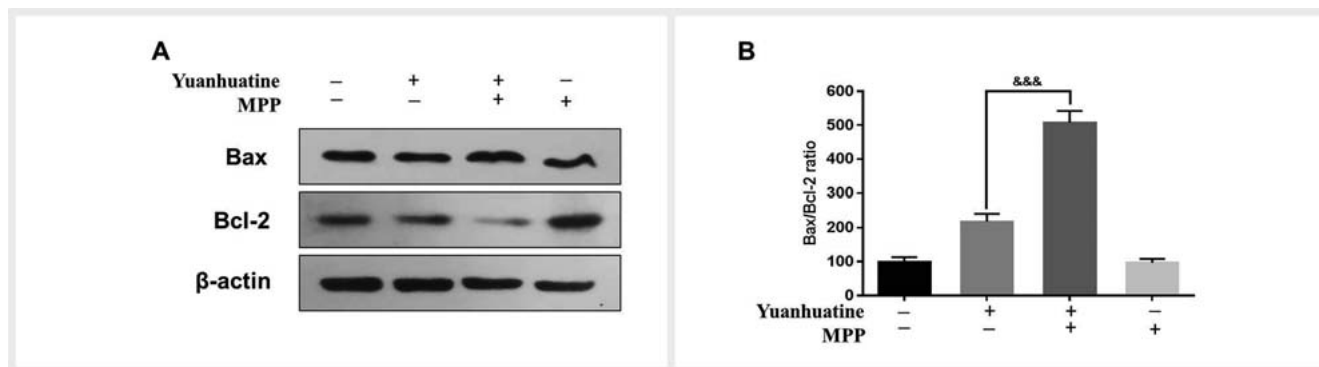 A
Yuanhuatine – + + –
MPP – – + +
Bax
Bcl-2
β-actin
B
&&&
Bax/Bcl-2 ratio
600
500
400
300
200
100
0
Yuanhuatine – + + –
MPP – – + +